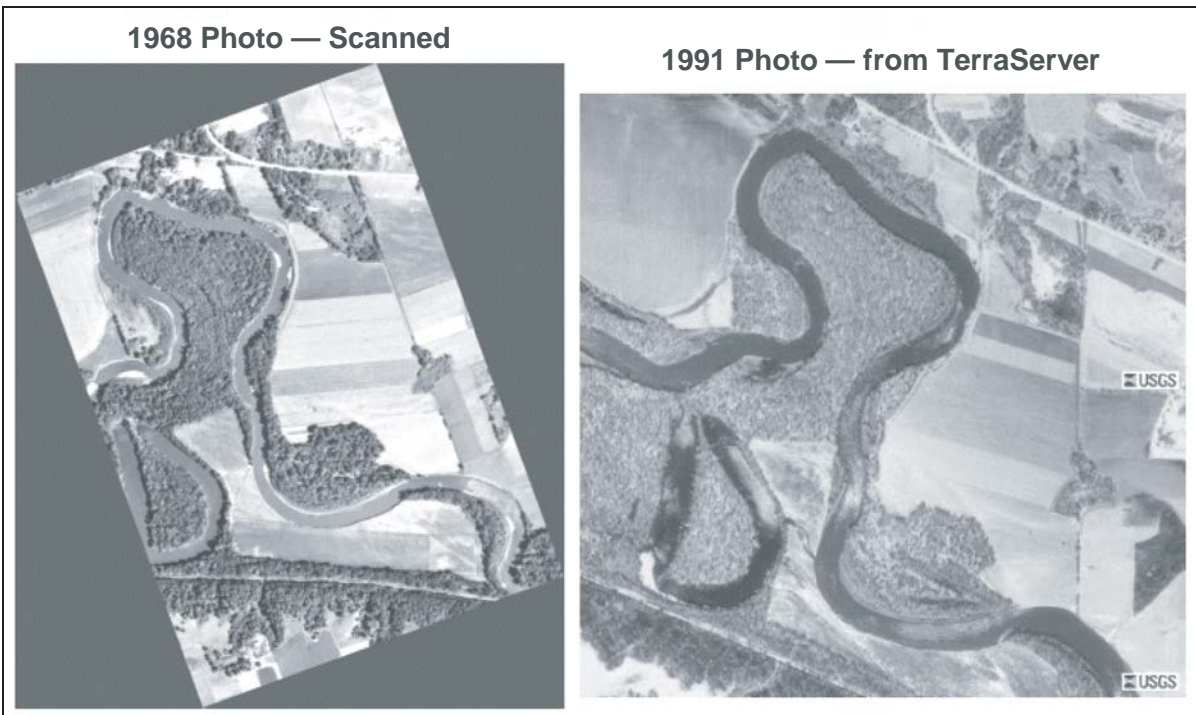 1968 Photo — Scanned
1991 Photo — from TerraServer
USGS
USGS